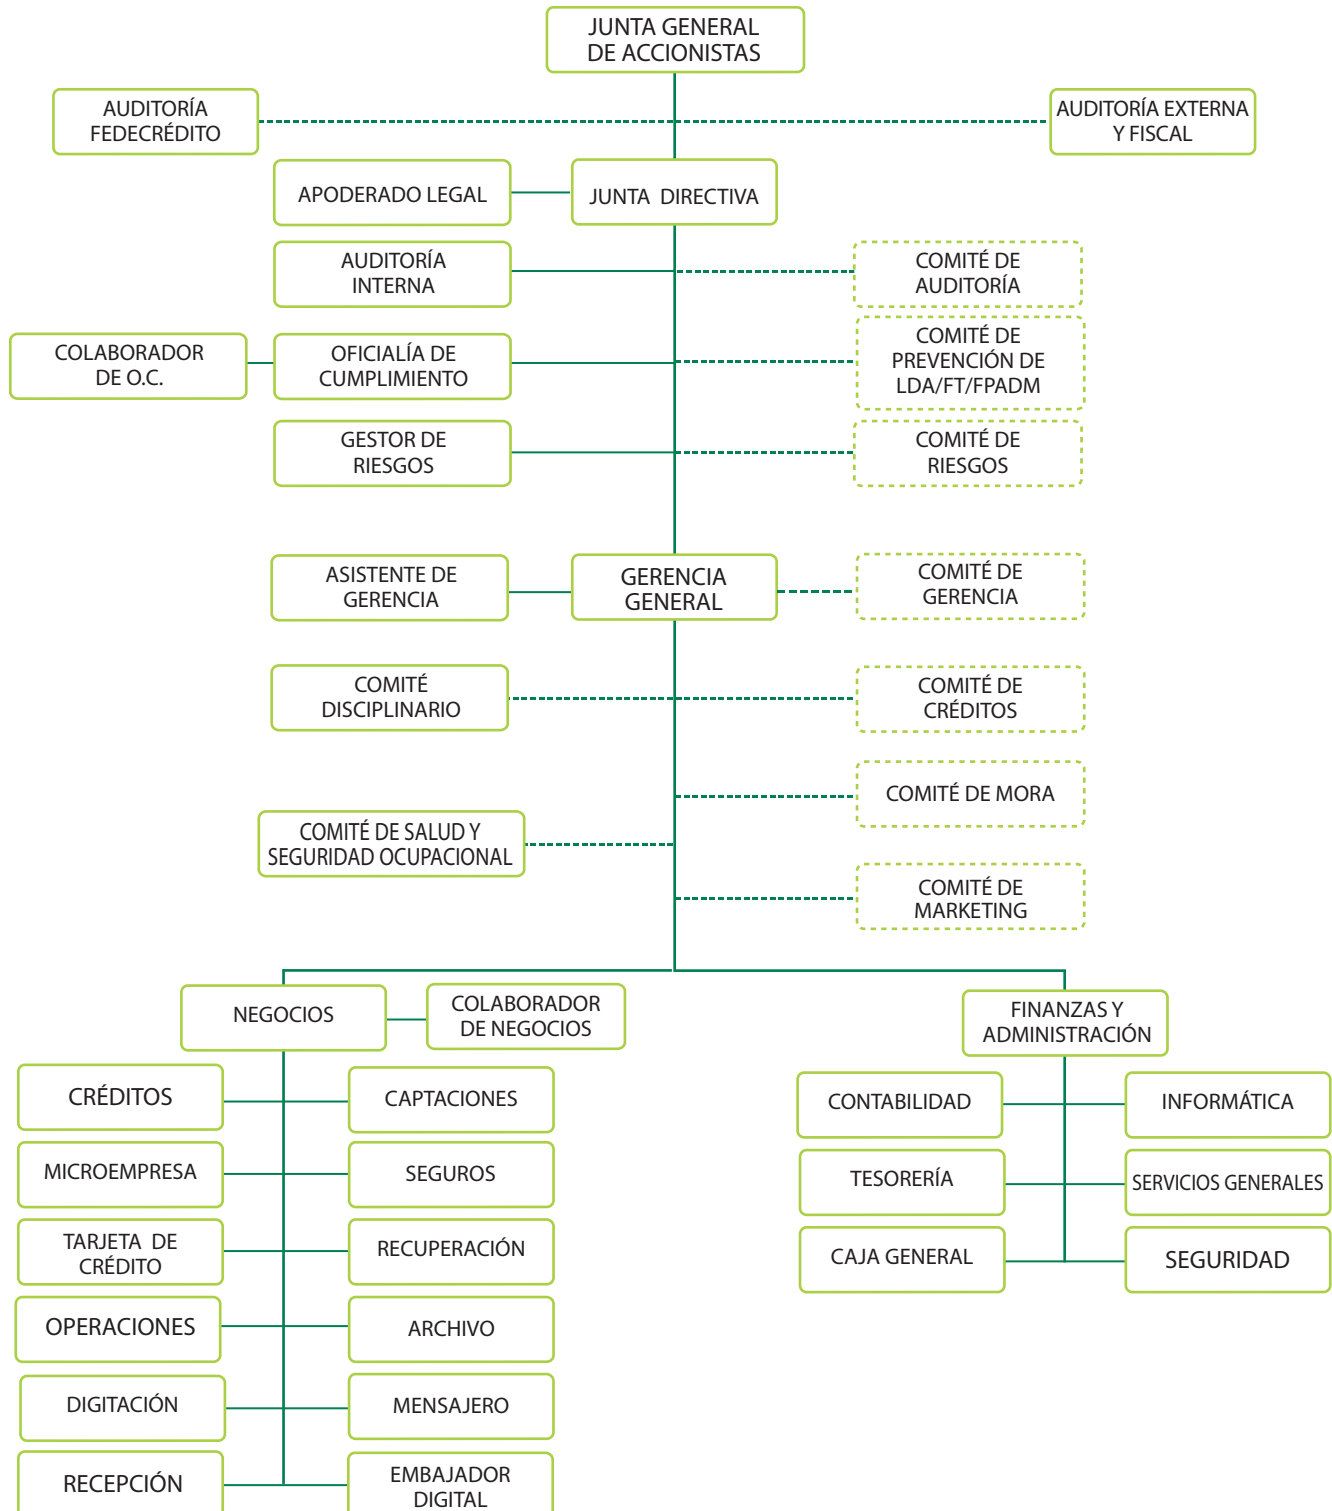 JUNTA GENERAL
DE ACCIONISTAS
AUDITORÍA
FEDECRÉDITO
AUDITORÍA EXTERNA
Y FISCAL
APODERADO LEGAL
JUNTA DIRECTIVA
AUDITORÍA
INTERNA
COMITÉ DE
AUDITORÍA
COLABORADOR
DE O.C.
OFICIALÍA DE
CUMPLIMIENTO
COMITÉ DE
PREVENCIÓN DE
LDA/FT/FPADM
GESTOR DE
RIESGOS
COMITÉ DE
RIESGOS
ASISTENTE DE
GERENCIA
GERENCIA
GENERAL
COMITÉ DE
GERENCIA
COMITÉ
DISCIPLINARIO
COMITÉ DE
CRÉDITOS
COMITÉ DE MORA
COMITÉ DE SALUD Y
SEGURIDAD OCUPACIONAL
COMITÉ DE
MARKETING
NEGOCIOS
COLABORADOR
DE NEGOCIOS
FINANZAS Y
ADMINISTRACIÓN
CRÉDITOS
CAPTACIONES
CONTABILIDAD
INFORMÁTICA
MICROEMPRESA
SEGUROS
TESORERÍA
SERVICIOS GENERALES
TARJETA DE
CRÉDITO
RECUPERACIÓN
CAJA GENERAL
SEGURIDAD
OPERACIONES
ARCHIVO
DIGITACIÓN
MENSAJERO
RECEPCIÓN
EMBAJADOR
DIGITAL